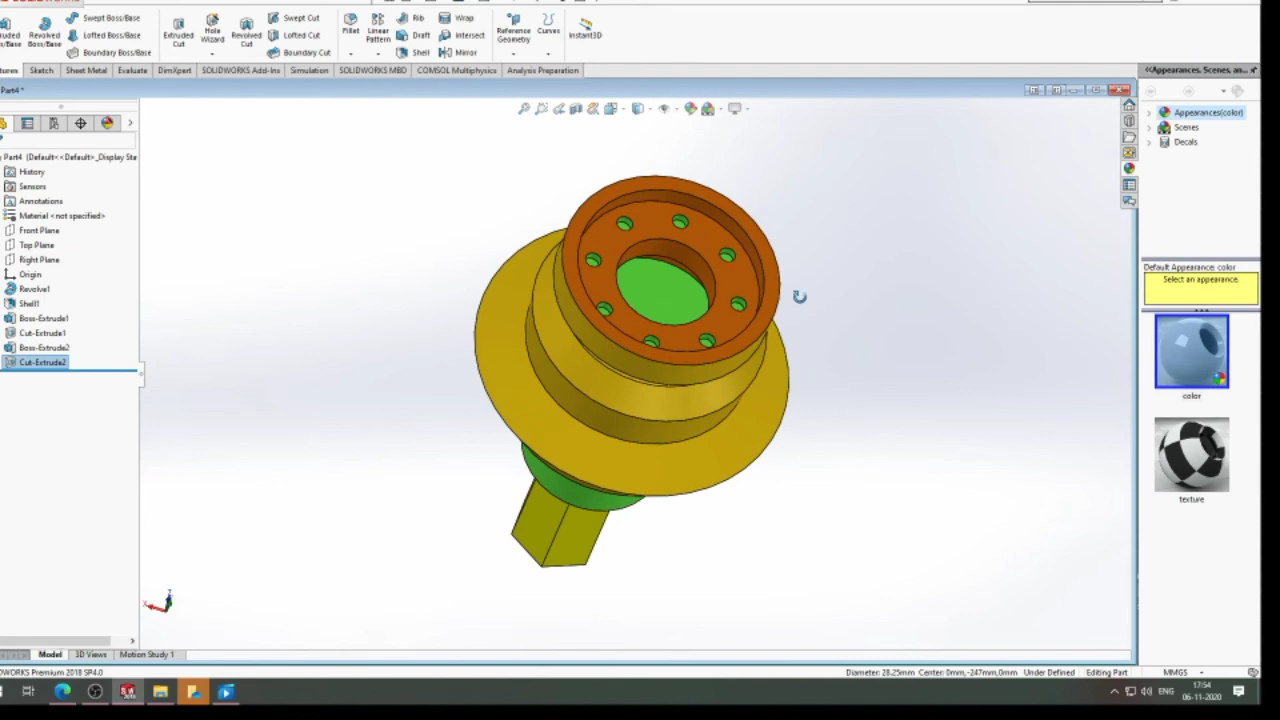 Swept Boss/Base
Lofted Boss/Base
Boundary Boss/Base
Revolved
Boss/Base
Extruded
Cut
Hole
Wizard
Revolved
Cut
Swept Cut
Lofted Cut
Boundary Cut
Fillet
Linear
Pattern
Rib
Draft
Shell
Wrap
Intersect
Mirror
Reference
Geometry
Curves
Instant3D
Sketch Sheet Metal Evaluate DimXpert SOLIDWORKS Add-Ins Simulation SOLIDWORKS MBD COMSOL Multiphysics Analysis Preparation
Part4 *
Part4 (Default<<Default>_Display Sta
History
Sensors
Annotations
Material <not specified>
Front Plane
Top Plane
Right Plane
Origin
Revolve1
Shell1
Boss-Extrude1
Cut-Extrude1
Boss-Extrude2
Cut-Extrude2
Appearances, Scenes, an...
Appearances(color)
Scenes
Decals
Default Appearance: color
Select an appearance.
color
texture
Model 3D Views Motion Study 1
DWORKS Premium 2018 SP4.0
Diameter: 28.25mm Center: 0mm,-247mm,0mm Under Defined Editing Part MMGS
ENG
17:54
06-11-2020